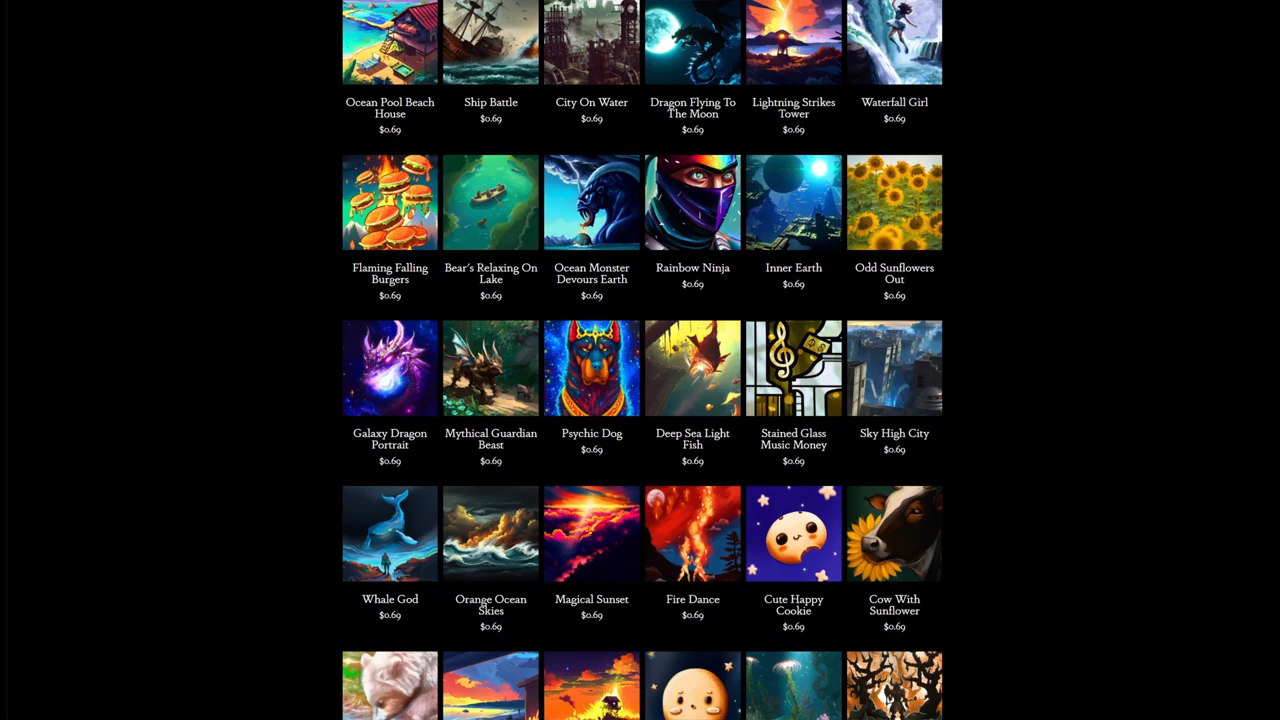 Ocean Pool Beach
House
$0.69
Ship Battle
$0.69
City On Water
$0.69
Dragon Flying To
The Moon
$0.69
Lightning Strikes
Tower
$0.69
Waterfall Girl
$0.69
Flaming Falling
Burgers
$0.69
Bear's Relaxing On
Lake
$0.69
Ocean Monster
Devours Earth
$0.69
Rainbow Ninja
$0.69
Inner Earth
$0.69
Odd Sunflowers
Out
$0.69
Galaxy Dragon
Portrait
$0.69
Mythical Guardian
Beast
$0.69
Psychic Dog
$0.69
Deep Sea Light
Fish
$0.69
Stained Glass
Music Money
$0.69
Sky High City
$0.69
Whale God
$0.69
Orange Ocean
Skies
$0.69
Magical Sunset
$0.69
Fire Dance
$0.69
Cute Happy
Cookie
$0.69
Cow With
Sunflower
$0.69